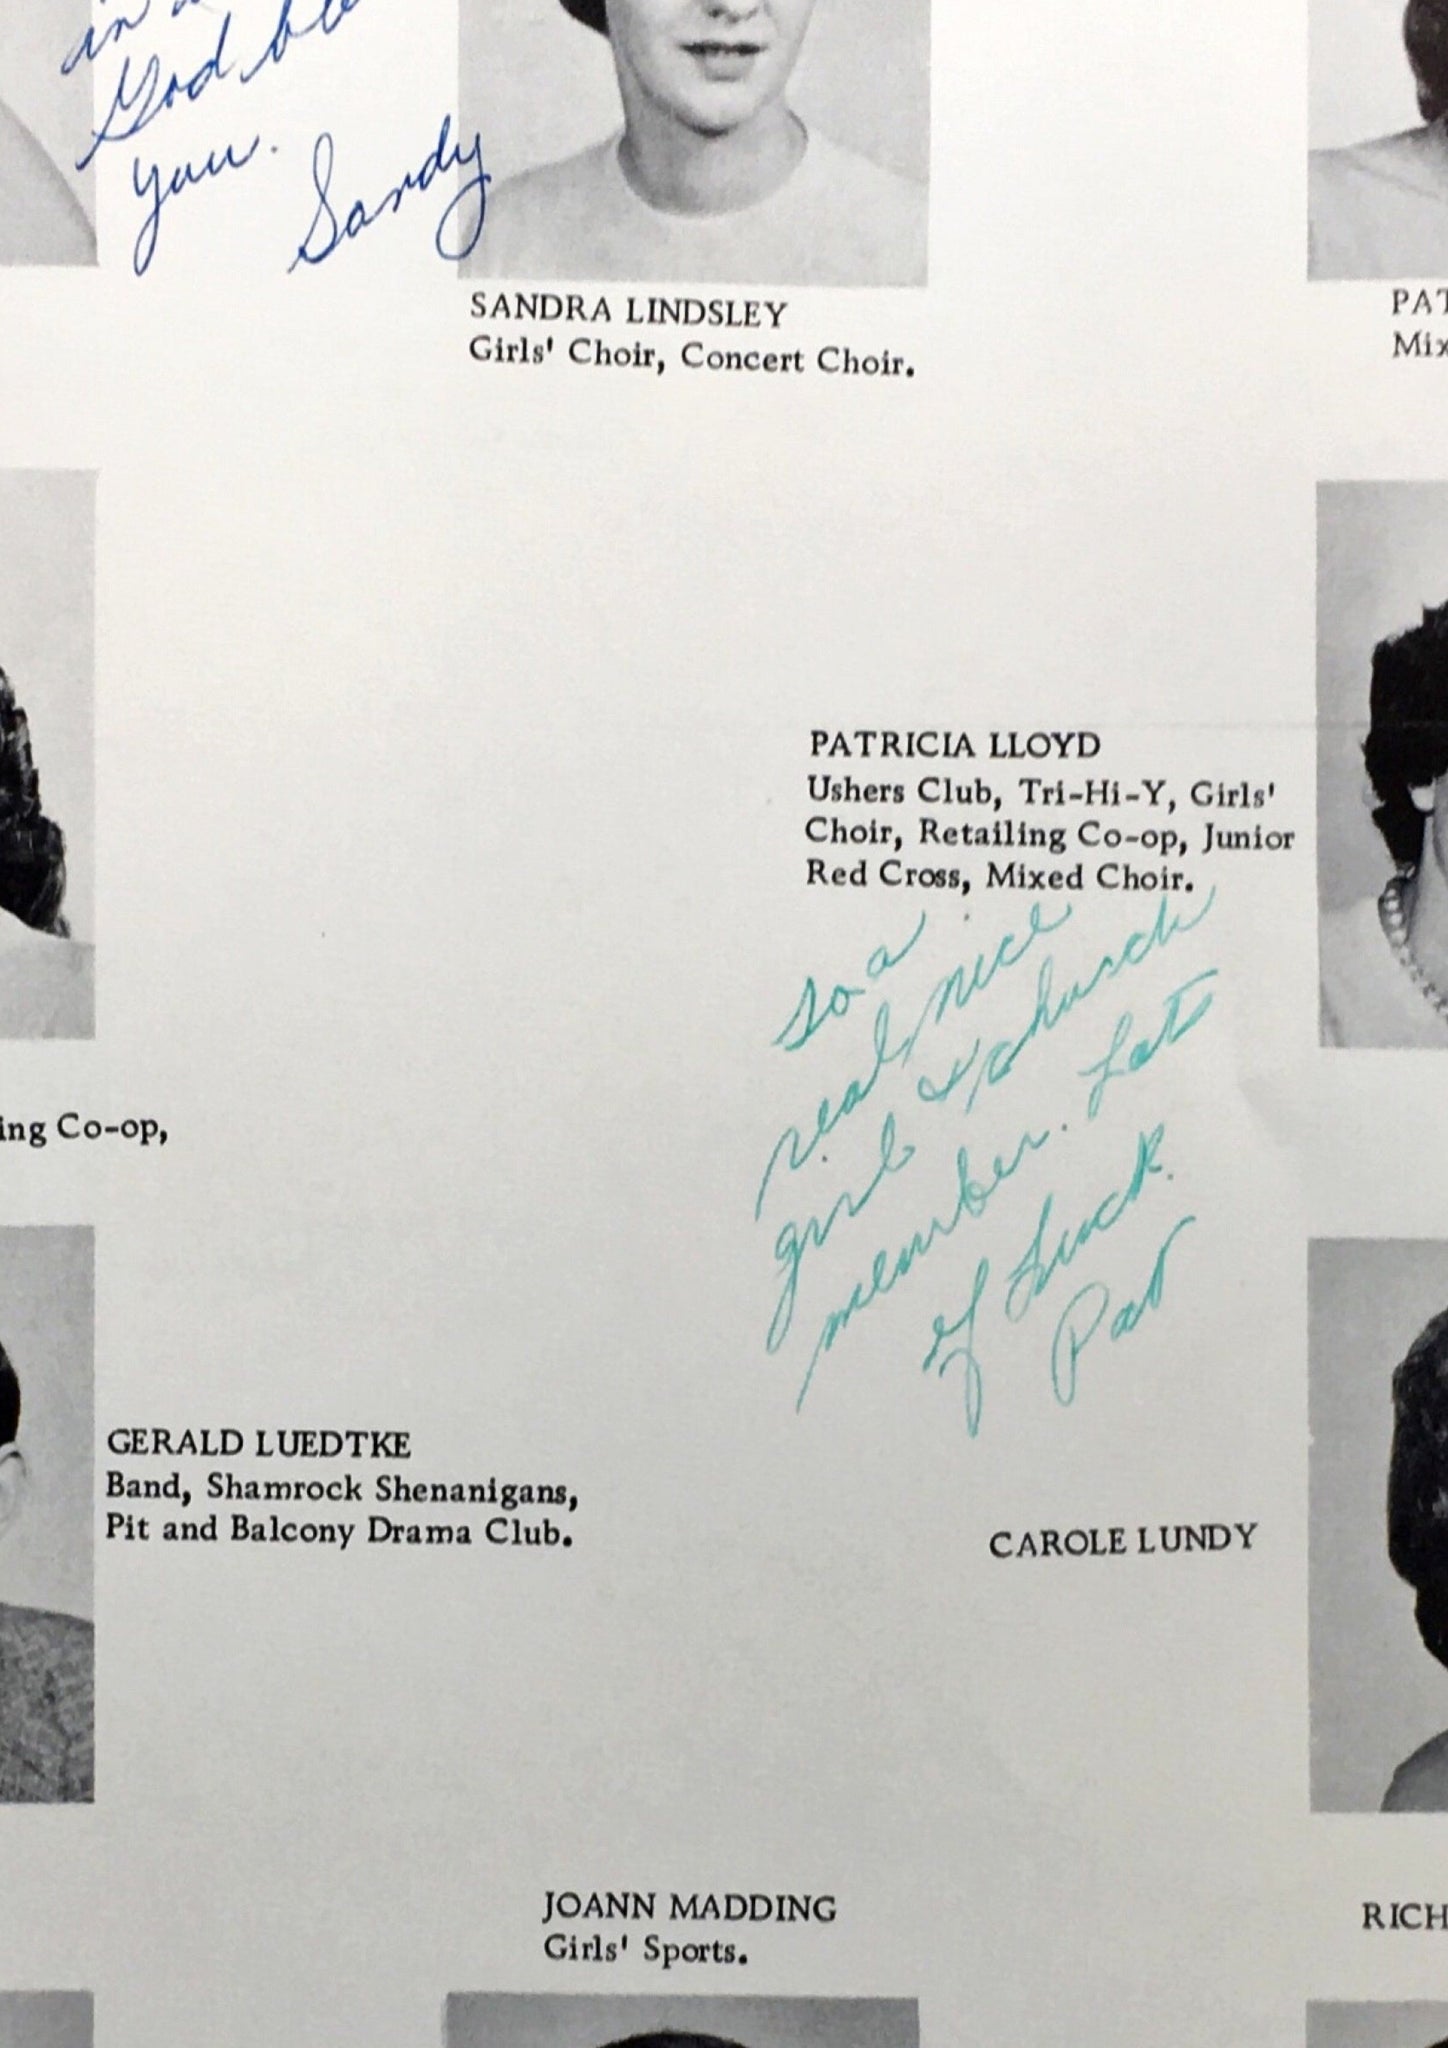 in
God
you.
Sandy
SANDRA LINDSLEY
Girls' Choir, Concert Choir.
PAT
Mix
PATRICIA LLOYD
Ushers Club, Tri-Hi-Y, Girls'
Choir, Retailing Co-op, Junior
Red Cross, Mixed Choir.
To a
real nice
girl & church
member. Lots
of Luck.
Pat
ing Co-op,
GERALD LUEDTKE
Band, Shamrock Shenanigans,
Pit and Balcony Drama Club.
CAROLE LUNDY
JOANN MADDING
Girls' Sports.
RICH